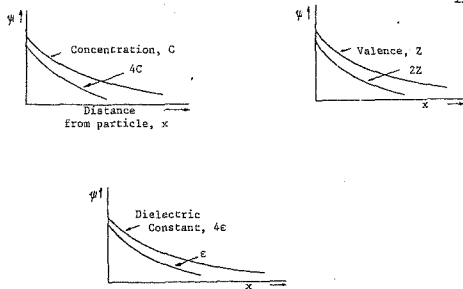 ψ↑
Concentration, C
4C
Distance
from particle, x
ψ↑
Valence, Z
2Z
x
ψ↑
Dielectric
Constant, 4ε
ε
x